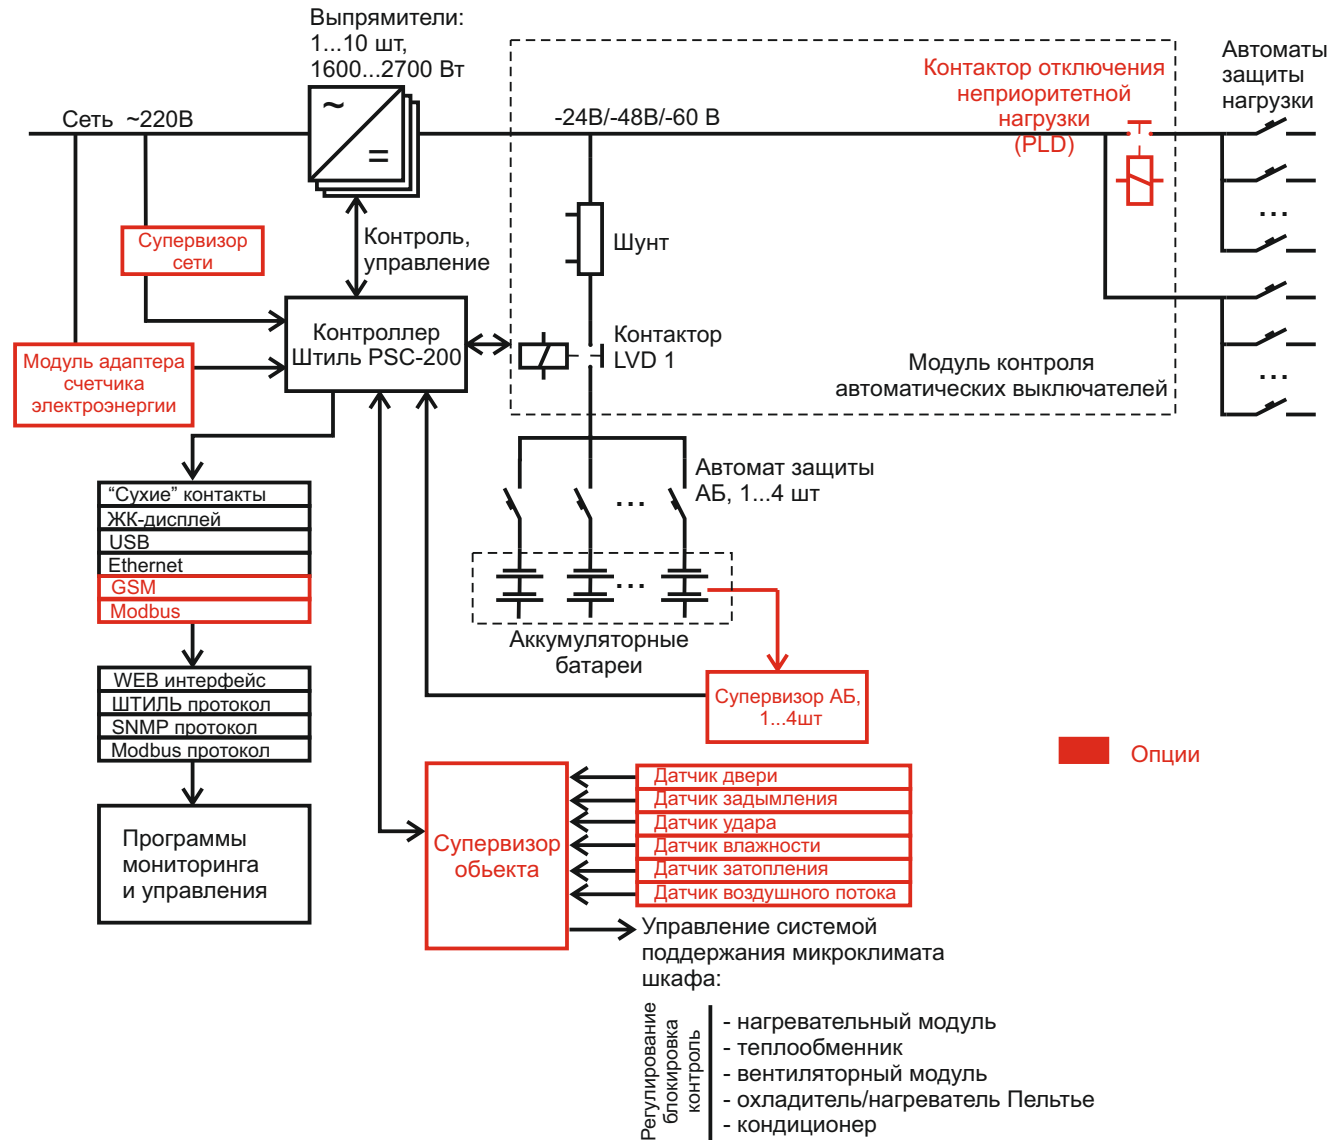 Выпрямители:
1...10 шт,
1600...2700 Вт
Сеть ~220В
~
=
-24В/-48В/-60 В
Контактор отключения
неприоритетной
нагрузки
(PLD)
Автоматы
защиты
нагрузки
...
...
Супервизор
сети
Контроль,
управление
Шунт
Контроллер
Штиль PSC-200
Контактор
LVD 1
Модуль контроля
автоматических выключателей
Модуль адаптера
счетчика
электроэнергии
Автомат защиты
АБ, 1...4 шт
...
...
Аккумуляторные
батареи
"Сухие" контакты
ЖК-дисплей
USB
Ethernet
GSM
Modbus
WEB интерфейс
ШТИЛЬ протокол
SNMP протокол
Modbus протокол
Программы
мониторинга
и управления
Супервизор АБ,
1...4шт
Опции
Супервизор
обьекта
Датчик двери
Датчик задымления
Датчик удара
Датчик влажности
Датчик затопления
Датчик воздушного потока
Управление системой
поддержания микроклимата
шкафа:
Регулирование
блокировка
контроль
- нагревательный модуль
- теплообменник
- вентиляторный модуль
- охладитель/нагреватель Пельтье
- кондиционер